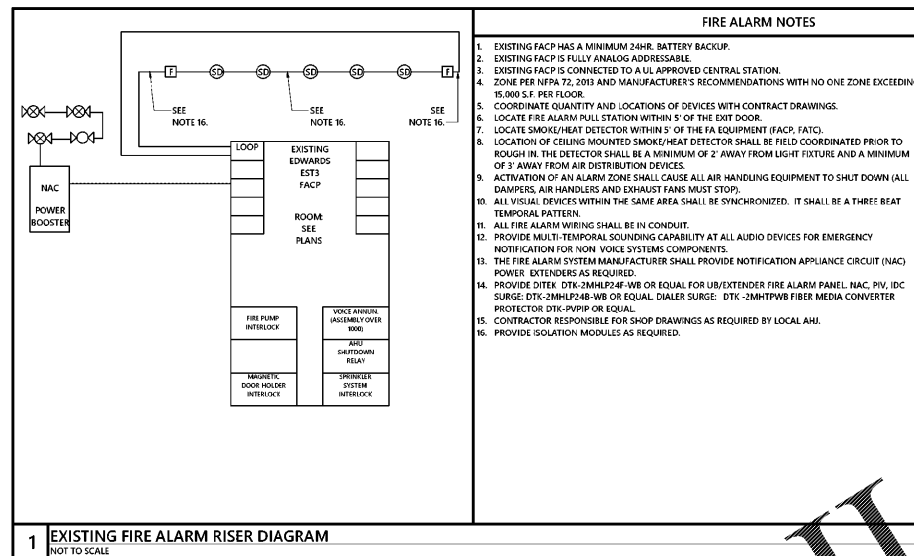 FIRE ALARM NOTES
1. EXISTING FACP HAS A MINIMUM 24HR. BATTERY BACKUP.
2. EXISTING FACP IS FULLY ANALOG ADDRESSABLE.
3. EXISTING FACP IS CONNECTED TO A UL APPROVED CENTRAL STATION.
4. ZONE PER NFPA 72, 2013 AND MANUFACTURER'S RECOMMENDATIONS WITH NO ONE ZONE EXCEEDING
15,000 S.F. PER FLOOR.
5. COORDINATE QUANTITY AND LOCATIONS OF DEVICES WITH CONTRACT DRAWINGS.
6. LOCATE FIRE ALARM PULL STATION WITHIN 5' OF THE EXIT DOOR.
7. LOCATE SMOKE/HEAT DETECTOR WITHIN 5' OF THE FA EQUIPMENT (FACP, FATC).
8. LOCATION OF CEILING MOUNTED SMOKE/HEAT DETECTOR SHALL BE FIELD COORDINATED PRIOR TO
ROUGH IN. THE DETECTOR SHALL BE A MINIMUM OF 2' AWAY FROM LIGHT FIXTURE AND A MINIMUM
OF 3' AWAY FROM AIR DISTRIBUTION DEVICES.
9. ACTIVATION OF AN ALARM ZONE SHALL CAUSE ALL AIR HANDLING EQUIPMENT TO SHUT DOWN (ALL
DAMPERS, AIR HANDLERS AND EXHAUST FANS MUST STOP).
10. ALL VISUAL DEVICES WITHIN THE SAME AREA SHALL BE SYNCHRONIZED. IT SHALL BE A THREE BEAT
TEMPORAL PATTERN.
11. ALL FIRE ALARM WIRING SHALL BE IN CONDUIT.
12. PROVIDE MULTI-TEMPORAL SOUNDING CAPABILITY AT ALL AUDIO DEVICES FOR EMERGENCY
NOTIFICATION FOR NON VOICE SYSTEMS COMPONENTS.
13. THE FIRE ALARM SYSTEM MANUFACTURER SHALL PROVIDE NOTIFICATION APPLIANCE CIRCUIT (NAC)
POWER EXTENDERS AS REQUIRED.
14. PROVIDE DITEK DTK-2MHLP24F-WB OR EQUAL FOR UB/EXTENDER FIRE ALARM PANEL. NAC, PIV, IDC
SURGE: DTK-2MHLP24B-WB OR EQUAL. DIALER SURGE: DTK -2MHTPWB FIBER MEDIA CONVERTER
PROTECTOR DTK-PVPIP OR EQUAL.
15. CONTRACTOR RESPONSIBLE FOR SHOP DRAWINGS AS REQUIRED BY LOCAL AHJ.
16. PROVIDE ISOLATION MODULES AS REQUIRED.
F SD SD SD SD SD F
SEE
NOTE 16.
SEE
NOTE 16.
SEE
NOTE 16.
LOOP
EXISTING
EDWARDS
EST3
FACP
ROOM:
SEE
PLANS
NAC
POWER
BOOSTER
FIRE PUMP
INTERLOCK
VOICE ANNUN.
(ASSEMBLY OVER
1000)
AHU
SHUTDOWN
RELAY
MAGNETIC
DOOR HOLDER
INTERLOCK
SPRINKLER
SYSTEM
INTERLOCK
1 EXISTING FIRE ALARM RISER DIAGRAM
NOT TO SCALE